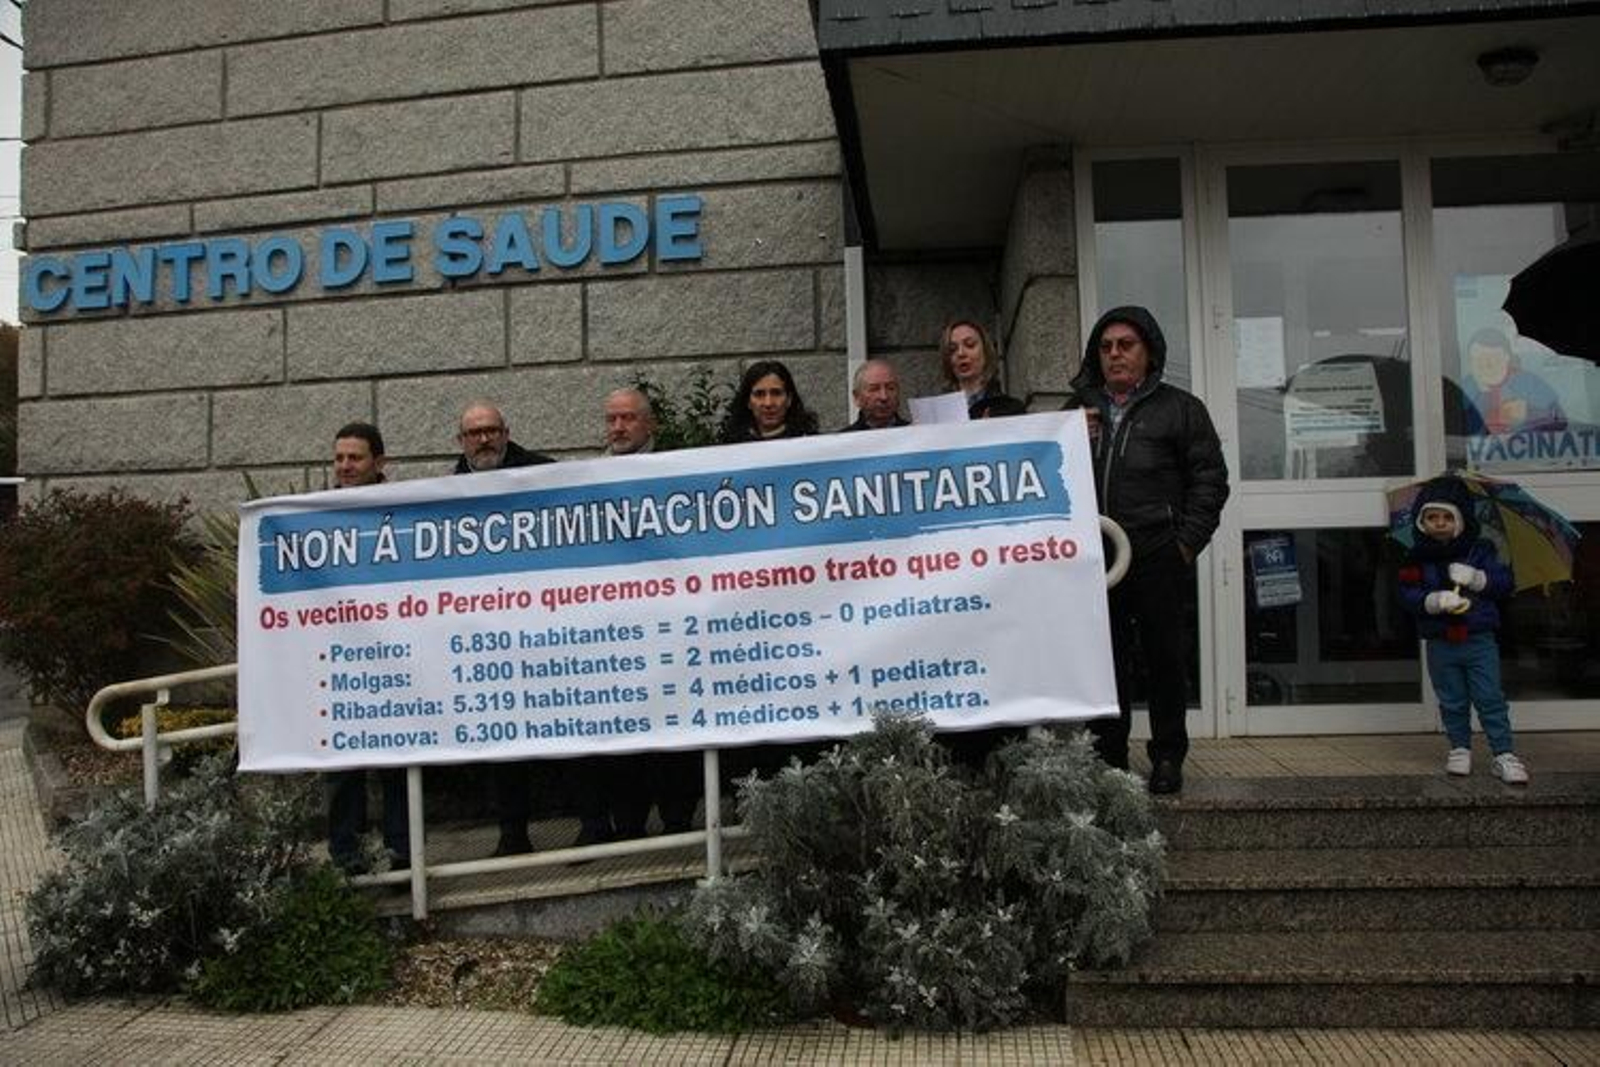 CENTRO DE SAUDE
NON Á DISCRIMINACIÓN SANITARIA
Os veciños do Pereiro queremos o mesmo trato que o resto
• Pereiro: 6.830 habitantes = 2 médicos – 0 pediatras.
• Molgas: 1.800 habitantes = 2 médicos.
• Ribadavia: 5.319 habitantes = 4 médicos + 1 pediatra.
• Celanova: 6.300 habitantes = 4 médicos + 1 pediatra.
VACINATE